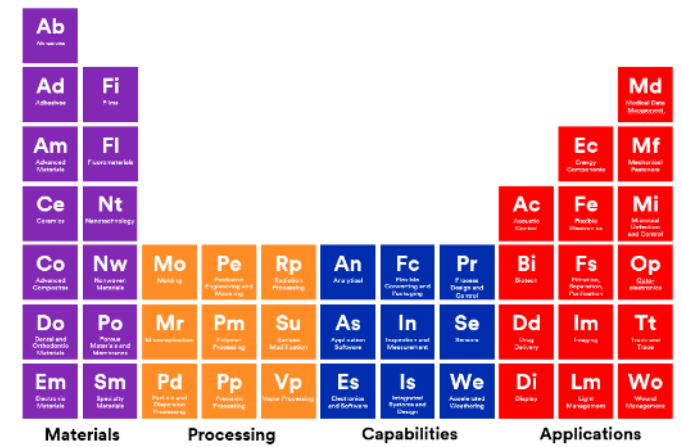 Ab
Abrasives
Ad
Adhesives
Fi
Films
Md
Medical Data
Management
Am
Advanced
Materials
Fl
Fluoromaterials
Ec
Energy
Components
Mf
Mechanical
Fasteners
Ce
Ceramics
Nt
Nanotechnology
Ac
Acoustic
Control
Fe
Flexible
Electronics
Mi
Microbial
Detection
and Control
Co
Advanced
Composites
Nw
Nonwoven
Materials
Mo
Molding
Pe
Predictive
Engineering and
Modeling
Rp
Radiation
Processing
An
Analytical
Fc
Flexible
Converting and
Packaging
Pr
Process
Design and
Control
Bi
Biotech
Fs
Filtration,
Separation,
Purification
Op
electronics
Do
Dental and
Orthodontic
Materials
Po
Porous
Materials and
Membranes
Mr
Microreplication
Pm
Polymer
Processing
Su
Surface
Modification
As
Application
Software
In
Inspection and
Measurement
Se
Sensors
Dd
Drug
Delivery
Im
Imaging
Tt
Track and
Trace
Em
Electronic
Materials
Sm
Specialty
Materials
Pd
Particle and
Dispersion
Processing
Pp
Precision
Processing
Vp
Vapor Processing
Es
Electronics
and Software
Is
Integrated
Systems and
Design
We
Accelerated
Weathering
Di
Display
Lm
Light
Management
Wo
Wound
Management
Materials
Processing
Capabilities
Applications